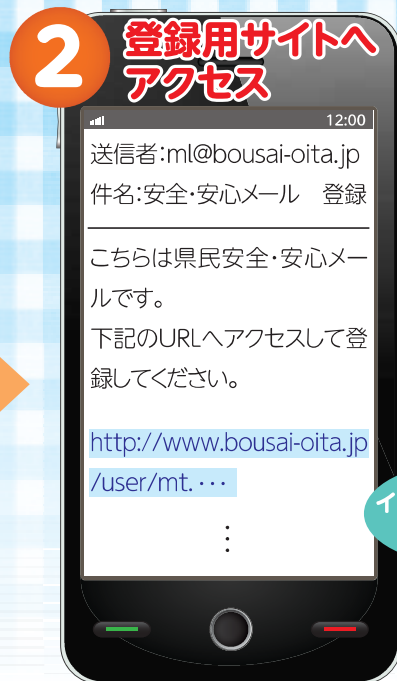 2
登録用サイトへ
アクセス
12:00
送信者:ml@bousai-oita.jp
件名:安全・安心メール　登録
こちらは県民安全・安心メー
ルです。
下記のURLへアクセスして登
録してください。
http://www.bousai-oita.jp
/user/mt.・・・
⋮
イ